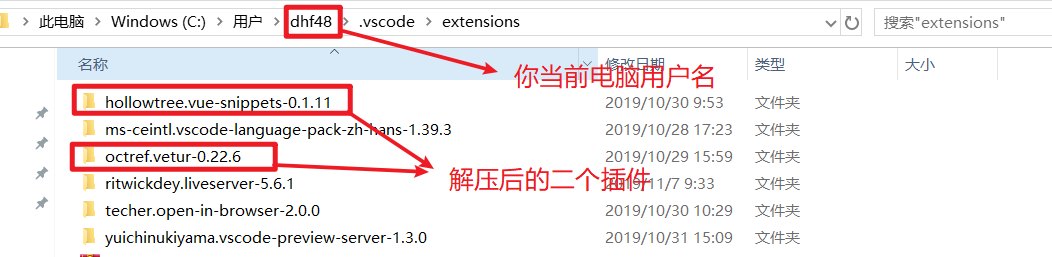 此电脑 > Windows (C:) > 用户 > dhf48 > .vscode > extensions
搜索"extensions"
名称 修改日期 类型 大小
你当前电脑用户名
hollowtree.vue-snippets-0.1.11 2019/10/30 9:53 文件夹
ms-ceintl.vscode-language-pack-zh-hans-1.39.3 2019/10/28 17:23 文件夹
octref.vetur-0.22.6 2019/10/29 15:59 文件夹
解压后的二个插件
ritwickdey.liveserver-5.6.1 2019/11/7 9:33 文件夹
techer.open-in-browser-2.0.0 2019/10/30 10:29 文件夹
yuichinukiyama.vscode-preview-server-1.3.0 2019/10/31 15:09 文件夹